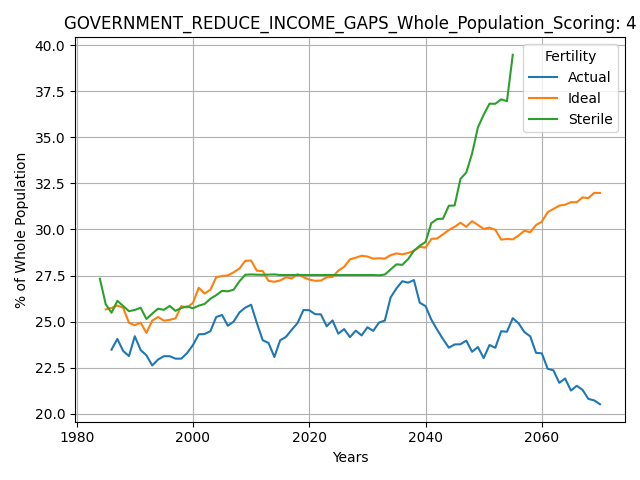 GOVERNMENT_REDUCE_INCOME_GAPS_Whole_Population_Scoring: 4
40.0
37.5
35.0
32.5
30.0
27.5
25.0
22.5
20.0
% of Whole Population
Fertility
Actual
Ideal
Sterile
1980
2000
2020
2040
2060
Years